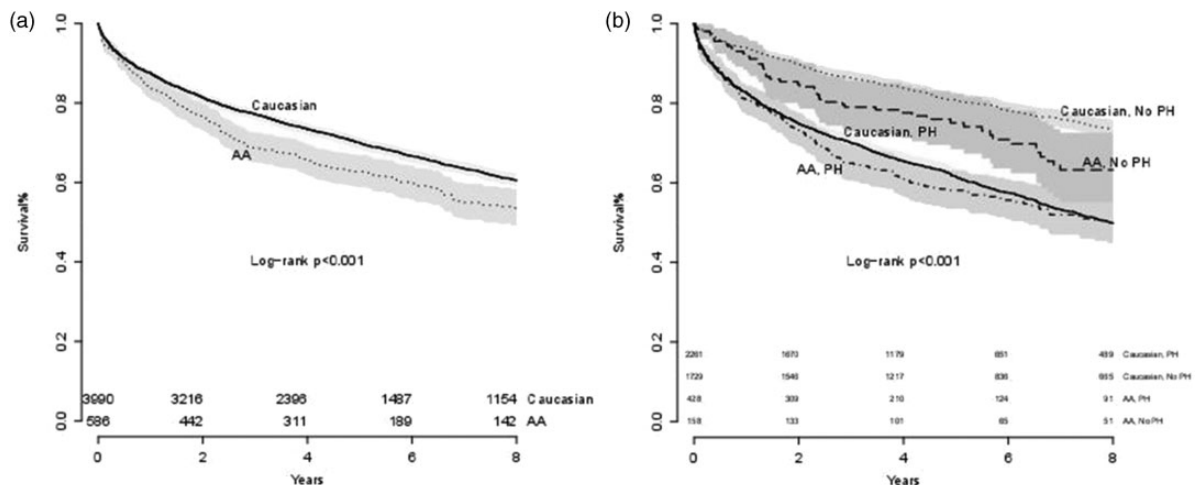 (a)
Survival%
1.0
0.8
0.6
0.4
0.2
0.0
Caucasian
AA
Log-rank p<0.001
3990 3216 2396 1487 1154 Caucasian
586 442 311 189 142 AA
0 2 4 6 8
Years
(b)
Survival%
1.0
0.8
0.6
0.4
0.2
0.0
Caucasian, No PH
Caucasian, PH
AA, No PH
AA, PH
Log-rank p<0.001
2261 1670 1179 651 489 Caucasian, PH
1729 1546 1217 836 665 Caucasian, No PH
428 309 210 124 91 AA, PH
158 133 101 65 51 AA, No PH
0 2 4 6 8
Years